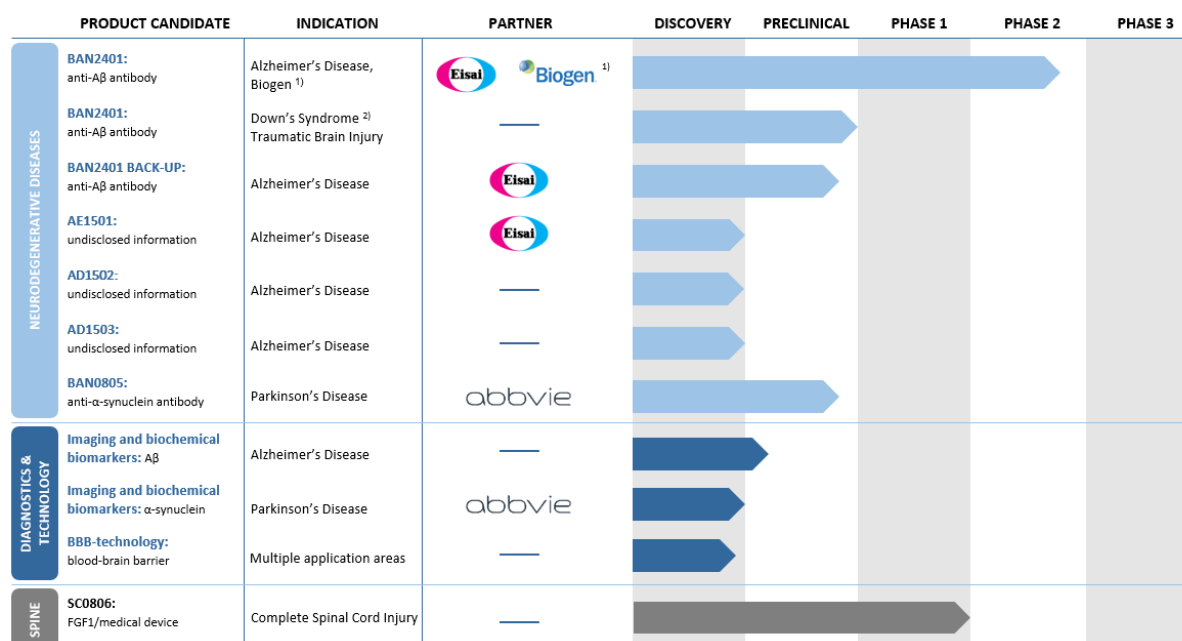 PRODUCT CANDIDATE INDICATION PARTNER DISCOVERY PRECLINICAL PHASE 1 PHASE 2 PHASE 3
NEURODEGENERATIVE DISEASES
BAN2401:
anti-Aβ antibody
Alzheimer's Disease,
Biogen ¹⁾
Eisai
Biogen ¹⁾
BAN2401:
anti-Aβ antibody
Down's Syndrome ²⁾
Traumatic Brain Injury
BAN2401 BACK-UP:
anti-Aβ antibody
Alzheimer's Disease
Eisai
AE1501:
undisclosed information
Alzheimer's Disease
Eisai
AD1502:
undisclosed information
Alzheimer's Disease
AD1503:
undisclosed information
Alzheimer's Disease
BAN0805:
anti-α-synuclein antibody
Parkinson's Disease
abbvie
DIAGNOSTICS &
TECHNOLOGY
Imaging and biochemical
biomarkers: Aβ
Alzheimer's Disease
Imaging and biochemical
biomarkers: α-synuclein
Parkinson's Disease
abbvie
BBB-technology:
blood-brain barrier
Multiple application areas
SPINE
SC0806:
FGF1/medical device
Complete Spinal Cord Injury